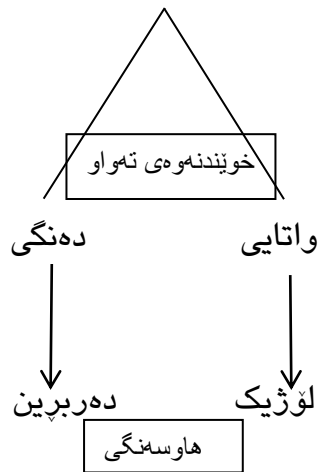 خوێندنەوەی تەواو
واتایی دەنگی
لۆژیک دەربڕین
هاوسەنگی